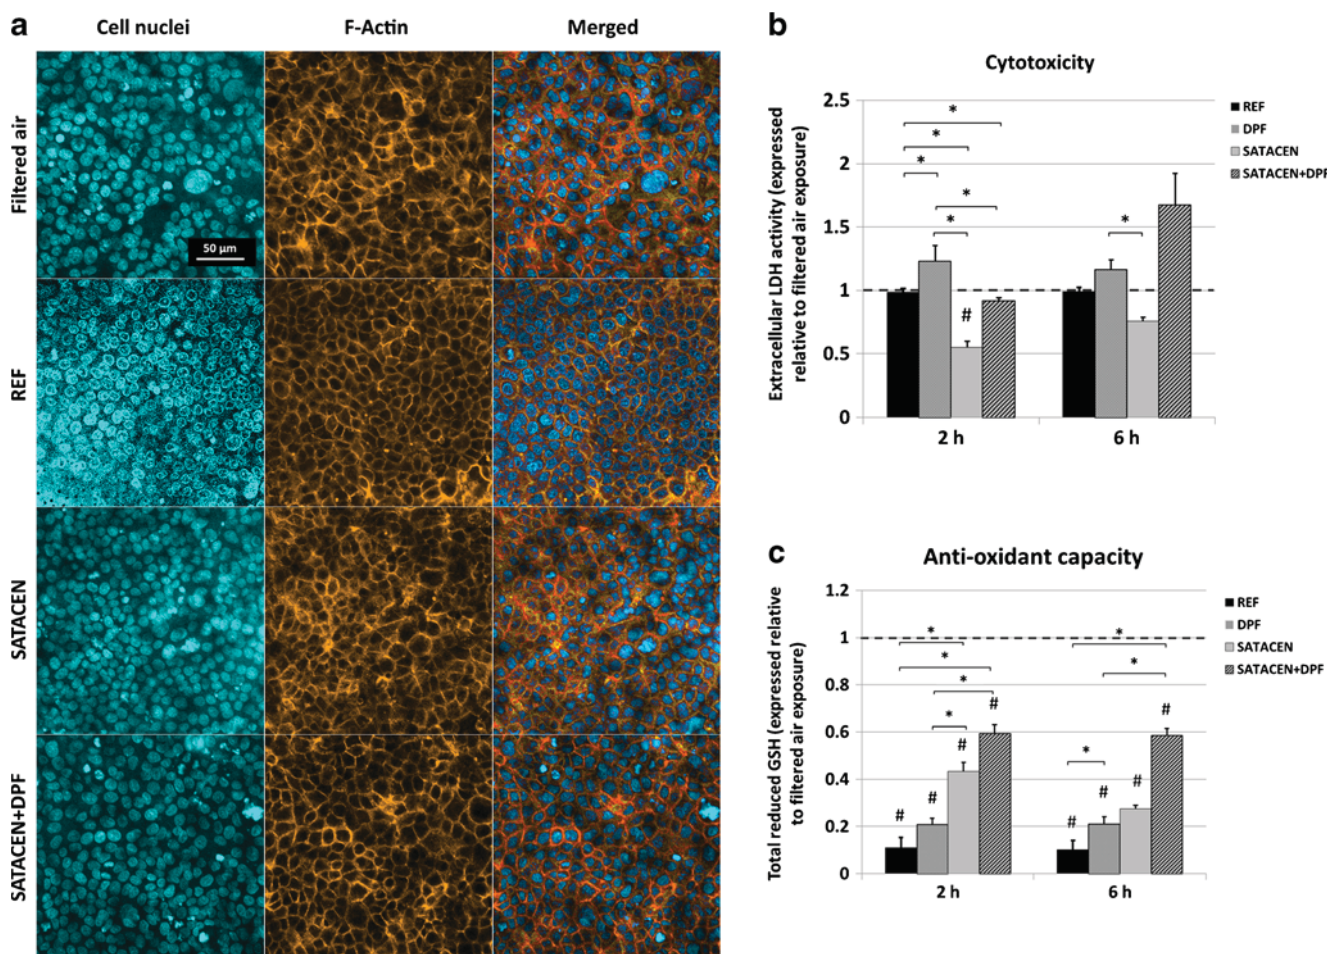 a
Cell nuclei
F-Actin
Merged
Filtered air
50 µm
REF
SATACEN
SATACEN+DPF
b
Cytotoxicity
Extracellular LDH activity (expressed
relative to filtered air exposure)
2.5
2
1.5
1
0.5
0
*
*
*
*
*
#
*
2 h
6 h
REF
DPF
SATACEN
SATACEN+DPF
c
Anti-oxidant capacity
Total reduced GSH (expressed relative
to filtered air exposure)
1.2
1
0.8
0.6
0.4
0.2
0
*
*
*
*
#
#
#
#
*
*
*
#
#
#
#
2 h
6 h
REF
DPF
SATACEN
SATACEN+DPF